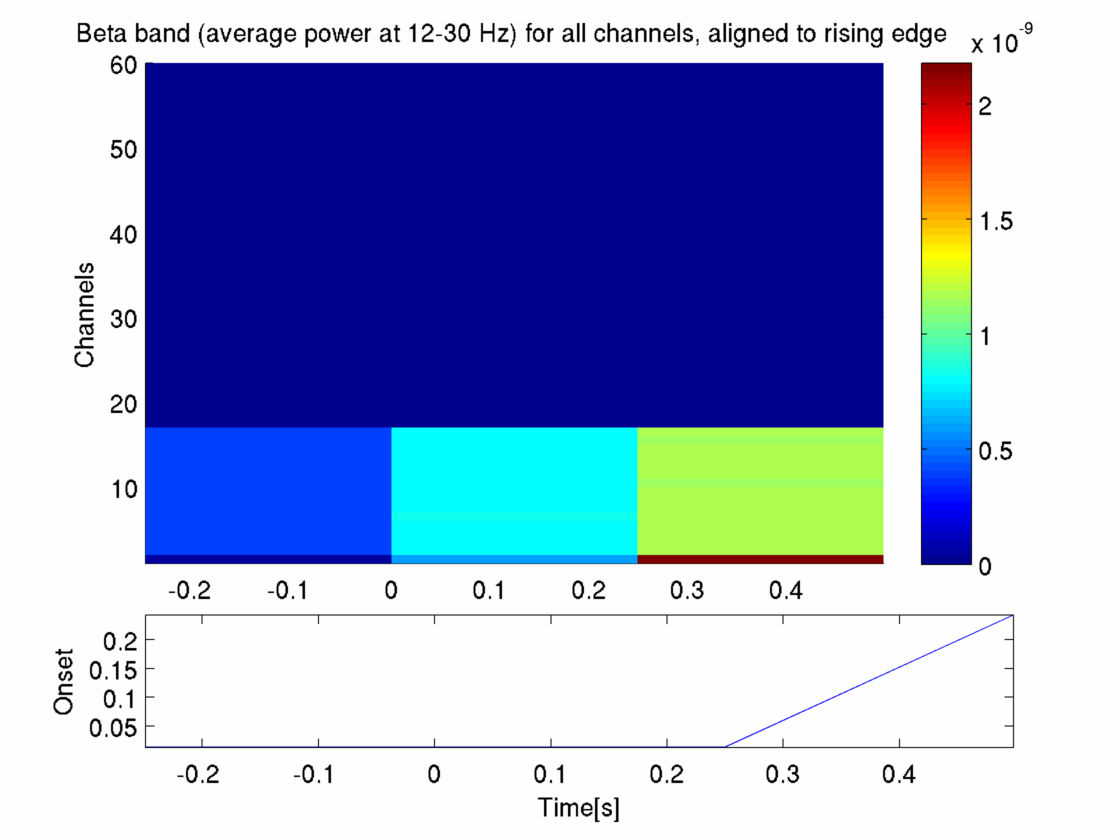 Beta band (average power at 12-30 Hz) for all channels, aligned to rising edge
x 10^-9
60
50
40
30
20
10
Channels
2
1.5
1
0.5
0
-0.2 -0.1 0 0.1 0.2 0.3 0.4
Onset
0.2
0.15
0.1
0.05
-0.2 -0.1 0 0.1 0.2 0.3 0.4
Time[s]